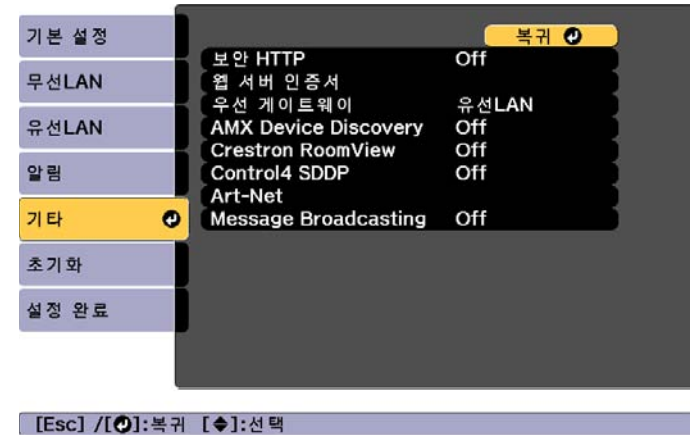 기본 설정
무선LAN
유선LAN
알림
기타
초기화
설정 완료
복귀
보안 HTTP Off
웹 서버 인증서
우선 게이트웨이 유선LAN
AMX Device Discovery Off
Crestron RoomView Off
Control4 SDDP Off
Art-Net
Message Broadcasting Off
[Esc] /[⏎]:복귀 [◆]:선택